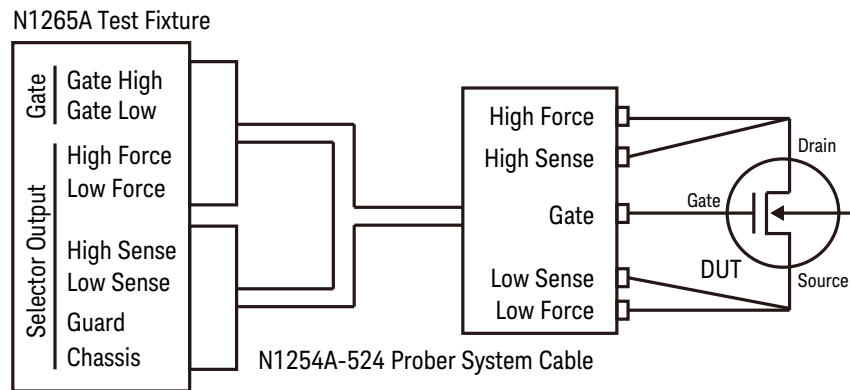 N1265A Test Fixture
Gate
Gate High
Gate Low
Selector Output
High Force
Low Force
High Sense
Low Sense
Guard
Chassis
N1254A-524 Prober System Cable
High Force
High Sense
Gate
Low Sense
Low Force
Drain
Gate
DUT
Source